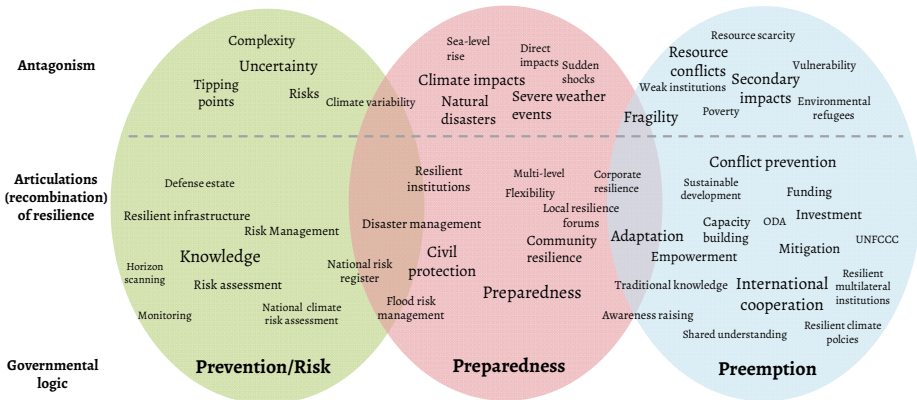 Antagonism
Complexity
Uncertainty
Tipping
points
Risks
Climate variability
Sea-level
rise
Direct
impacts
Sudden
shocks
Climate impacts
Natural
disasters
Severe weather
events
Resource scarcity
Resource
conflicts
Vulnerability
Weak institutions
Secondary
impacts
Fragility
Poverty
Environmental
refugees
Articulations
(recombination)
of resilience
Defense estate
Resilient infrastructure
Risk Management
Knowledge
Horizon
scanning
Risk assessment
Monitoring
National climate
risk assessment
National risk
register
Resilient
institutions
Multi-level
Flexibility
Corporate
resilience
Local resilience
forums
Disaster management
Community
resilience
Civil
protection
Preparedness
Flood risk
management
Conflict prevention
Sustainable
development
Funding
Capacity
building
ODA
Investment
Adaptation
Empowerment
Mitigation
UNFCCC
Traditional knowledge
International
cooperation
Resilient
multilateral
institutions
Awareness raising
Shared understanding
Resilient climate
polcies
Governmental
logic
Prevention/Risk
Preparedness
Preemption